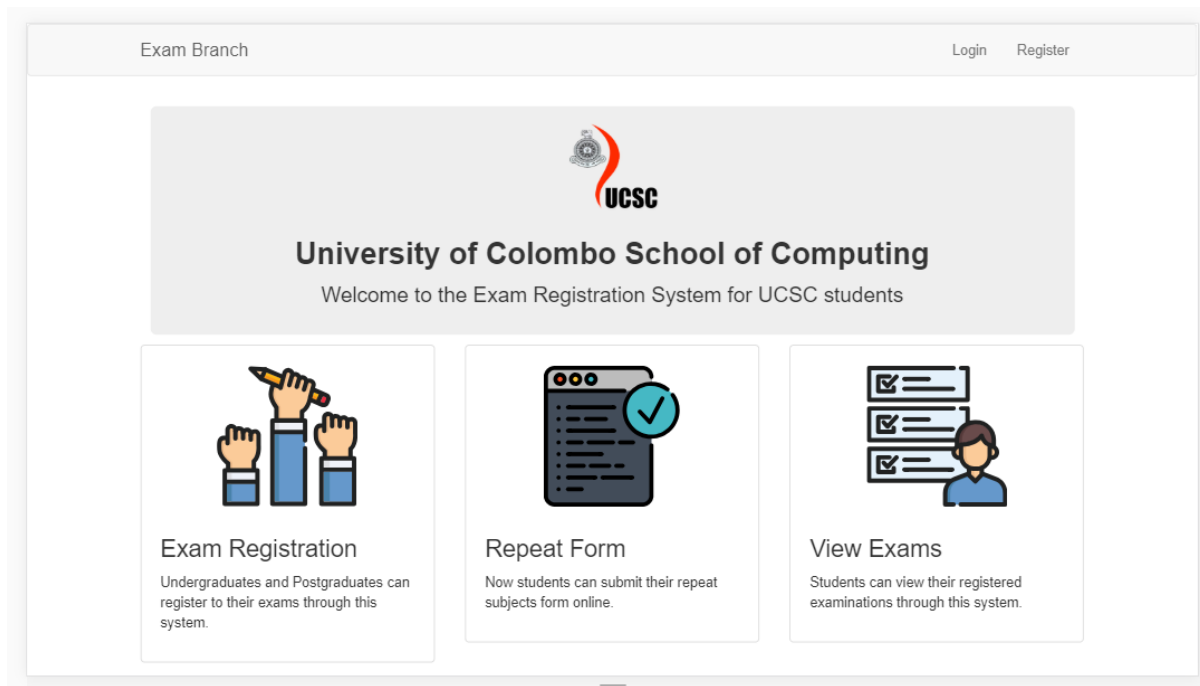 Exam Branch
Login
Register
UCSC
University of Colombo School of Computing
Welcome to the Exam Registration System for UCSC students
Exam Registration
Undergraduates and Postgraduates can
register to their exams through this
system.
Repeat Form
Now students can submit their repeat
subjects form online.
View Exams
Students can view their registered
examinations through this system.